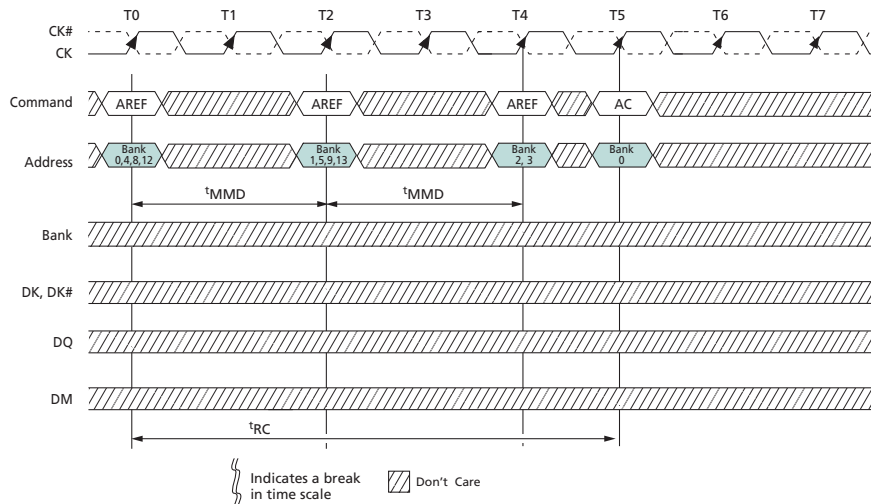 T0 T1 T2 T3 T4 T5 T6 T7
CK#
CK
Command AREF AREF AREF AC
Address Bank 0,4,8,12 Bank 1,5,9,13 Bank 2, 3 Bank 0
tMMD tMMD
Bank
DK, DK#
DQ
DM
tRC
Indicates a break
in time scale
Don't Care